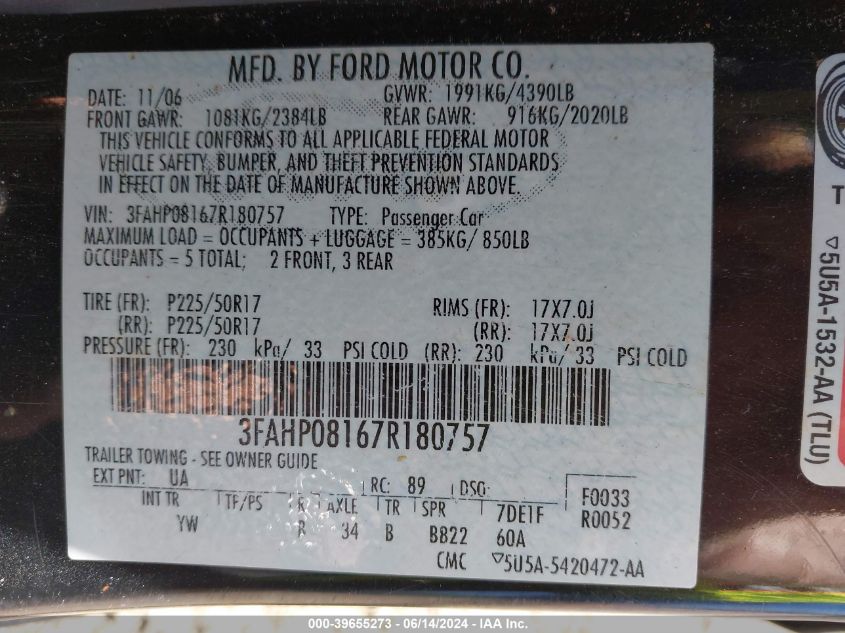 MFD. BY FORD MOTOR CO.
DATE: 11/06 GVWR: 1991KG/4390LB
FRONT GAWR: 1081KG/2384LB REAR GAWR: 916KG/2020LB
THIS VEHICLE CONFORMS TO ALL APPLICABLE FEDERAL MOTOR
VEHICLE SAFETY, BUMPER, AND THEFT PREVENTION STANDARDS
IN EFFECT ON THE DATE OF MANUFACTURE SHOWN ABOVE.
VIN: 3FAHP08167R180757 TYPE: Passenger Car
MAXIMUM LOAD = OCCUPANTS + LUGGAGE = 385KG/ 850LB
OCCUPANTS = 5 TOTAL; 2 FRONT, 3 REAR
TIRE (FR): P225/50R17 RIMS (FR): 17X7.0J
(RR): P225/50R17 (RR): 17X7.0J
PRESSURE (FR): 230 kPa/ 33 PSI COLD (RR): 230 kPa/ 33 PSI COLD
3FAHP08167R180757
TRAILER TOWING - SEE OWNER GUIDE
EXT PNT: UA RC: 89 DSO: F0033
INT TR TP/PS R AXLE TR SPR 7DE1F R0052
YW R 34 B BB22 60A
CMC ▽5U5A-5420472-AA
T
▽5U5A-1532-AA (TLU)
000-39655273 - 06/14/2024 - IAA Inc.